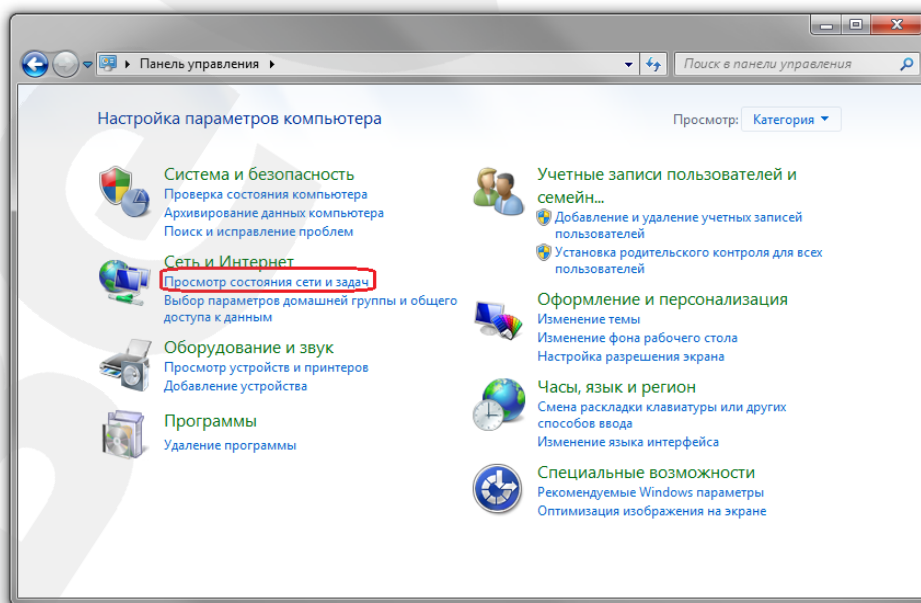 Панель управления
Поиск в панели управления
Настройка параметров компьютера
Просмотр: Категория
Система и безопасность
Проверка состояния компьютера
Архивирование данных компьютера
Поиск и исправление проблем
Сеть и Интернет
Просмотр состояния сети и задач
Выбор параметров домашней группы и общего
доступа к данным
Оборудование и звук
Просмотр устройств и принтеров
Добавление устройства
Программы
Удаление программы
Учетные записи пользователей и
семейн...
Добавление и удаление учетных записей
пользователей
Установка родительского контроля для всех
пользователей
Оформление и персонализация
Изменение темы
Изменение фона рабочего стола
Настройка разрешения экрана
Часы, язык и регион
Смена раскладки клавиатуры или других
способов ввода
Изменение языка интерфейса
Специальные возможности
Рекомендуемые Windows параметры
Оптимизация изображения на экране